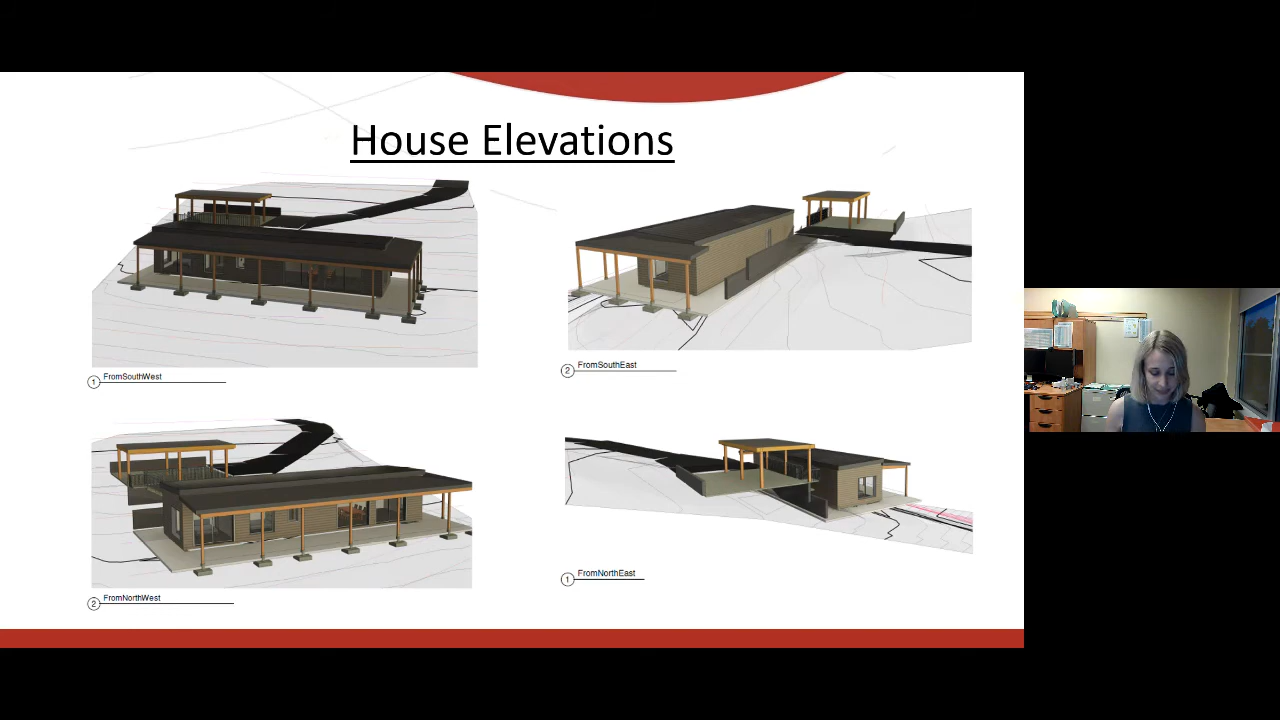 House Elevations
1 FromSouthWest
2 FromSouthEast
2 FromNorthWest
1 FromNorthEast